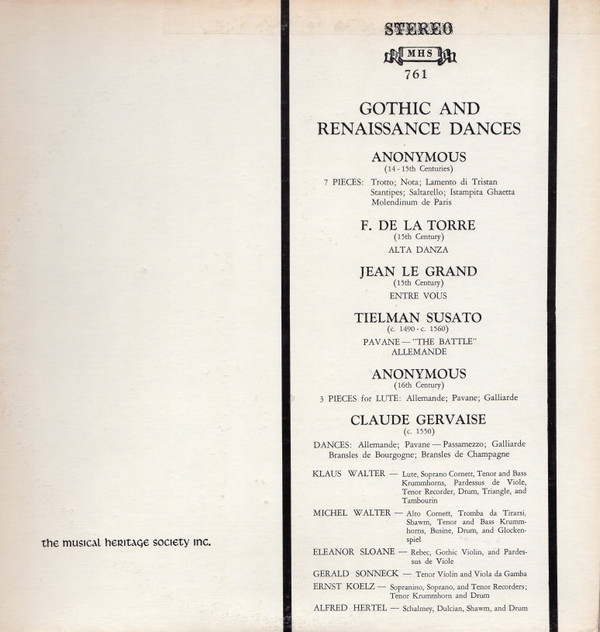 STEREO
MHS
761
GOTHIC AND
RENAISSANCE DANCES
ANONYMOUS
(14-15th Centuries)
7 PIECES: Trotto; Nota; Lamento di Tristan
Stantipes; Saltarello; Istampita Ghaetta
Molendinum de Paris
F. DE LA TORRE
(15th Century)
ALTA DANZA
JEAN LE GRAND
(15th Century)
ENTRE VOUS
TIELMAN SUSATO
(c. 1490 - c. 1560)
PAVANE — "THE BATTLE"
ALLEMANDE
ANONYMOUS
(16th Century)
3 PIECES for LUTE: Allemande; Pavane; Galliarde
CLAUDE GERVAISE
(c. 1550)
DANCES: Allemande; Pavane — Passamezzo; Galliarde
Bransles de Bourgogne; Bransles de Champagne
KLAUS WALTER — Lute, Soprano Cornett, Tenor and Bass
Krummhorns, Pardessus de Viole,
Tenor Recorder, Drum, Triangle, and
Tambourin
MICHEL WALTER — Alto Cornett, Tromba da Tirarsi,
Shawm, Tenor and Bass Krumm-
horns, Busine, Drum, and Glocken-
spiel
ELEANOR SLOANE — Rebec, Gothic Violin, and Pardes-
sus de Viole
GERALD SONNECK — Tenor Violin and Viola da Gamba
ERNST KOELZ — Sopranino, Soprano, and Tenor Recorders;
Tenor Krummhorn and Drum
ALFRED HERTEL — Schalmey, Dulcian, Shawm, and Drum
the musical heritage society inc.